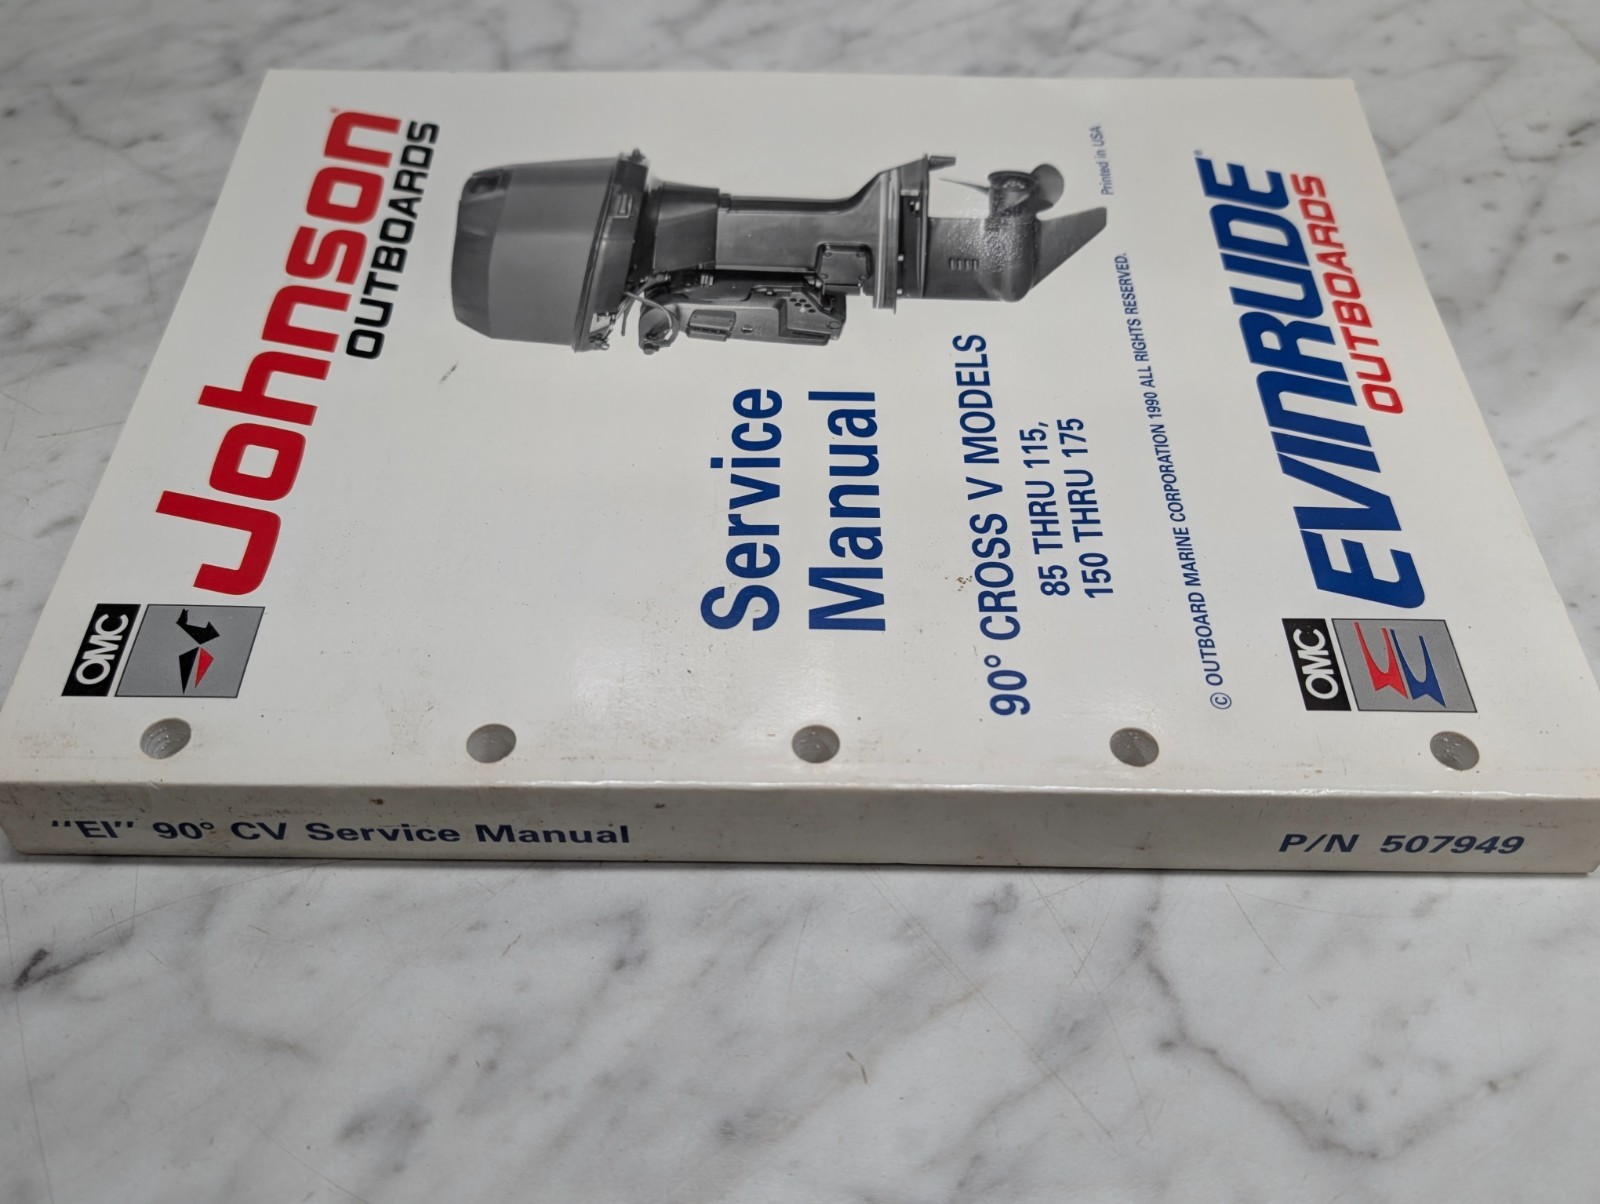 OMC
Johnson
OUTBOARDS
Service
Manual
90° CROSS V MODELS
85 THRU 115,
150 THRU 175
© OUTBOARD MARINE CORPORATION 1990 ALL RIGHTS RESERVED.
Printed in USA
OMC
EVINRUDE®
OUTBOARDS
"EI" 90° CV Service Manual
P/N 507949